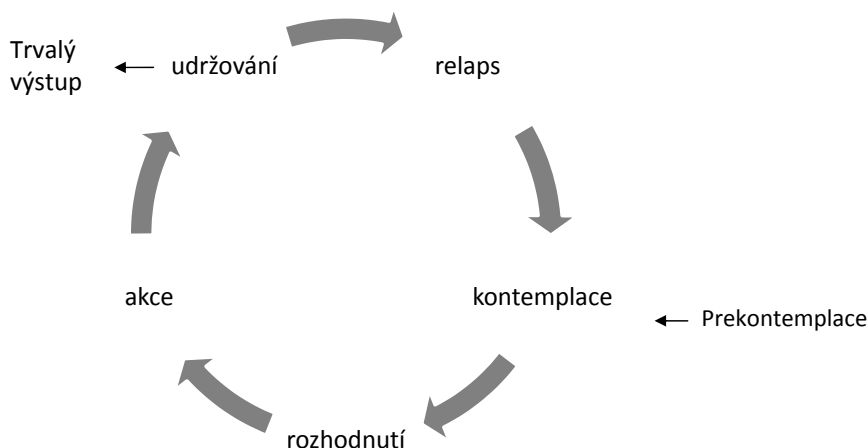 Trvalý
výstup
udržování
relaps
akce
kontemplace
Prekontemplace
rozhodnutí